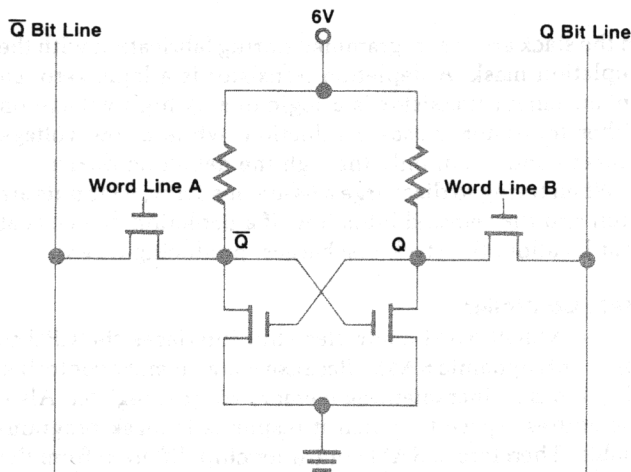 Q̅ Bit Line
6V
Q Bit Line
Word Line A
Word Line B
Q̅
Q